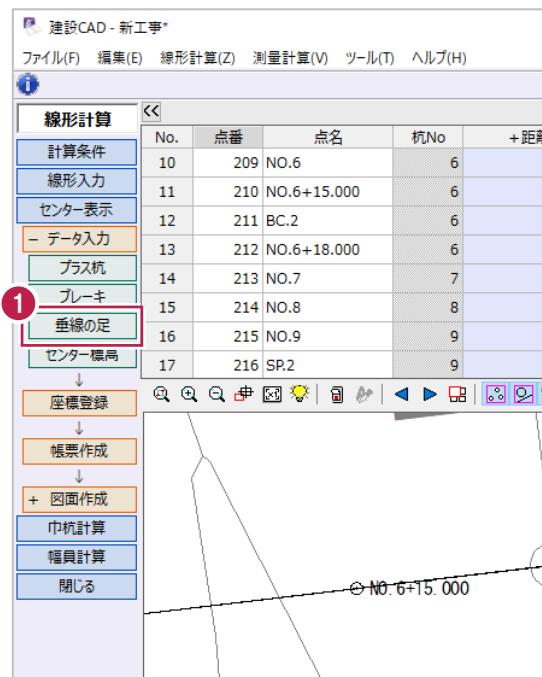 建設CAD - 新工事*
ファイル(F) 編集(E) 線形計算(Z) 測量計算(V) ツール(T) ヘルプ(H)
線形計算
計算条件
線形入力
センター表示
− データ入力
プラス杭
ブレーキ
1
垂線の足
センター標高
↓
座標登録
↓
帳票作成
↓
+ 図面作成
巾杭計算
幅員計算
閉じる
<<
No. 点番 点名 杭No +距離
10 209 NO.6 6
11 210 NO.6+15.000 6
12 211 BC.2 6
13 212 NO.6+18.000 6
14 213 NO.7 7
15 214 NO.8 8
16 215 NO.9 9
17 216 SP.2 9
NO.6+15.000